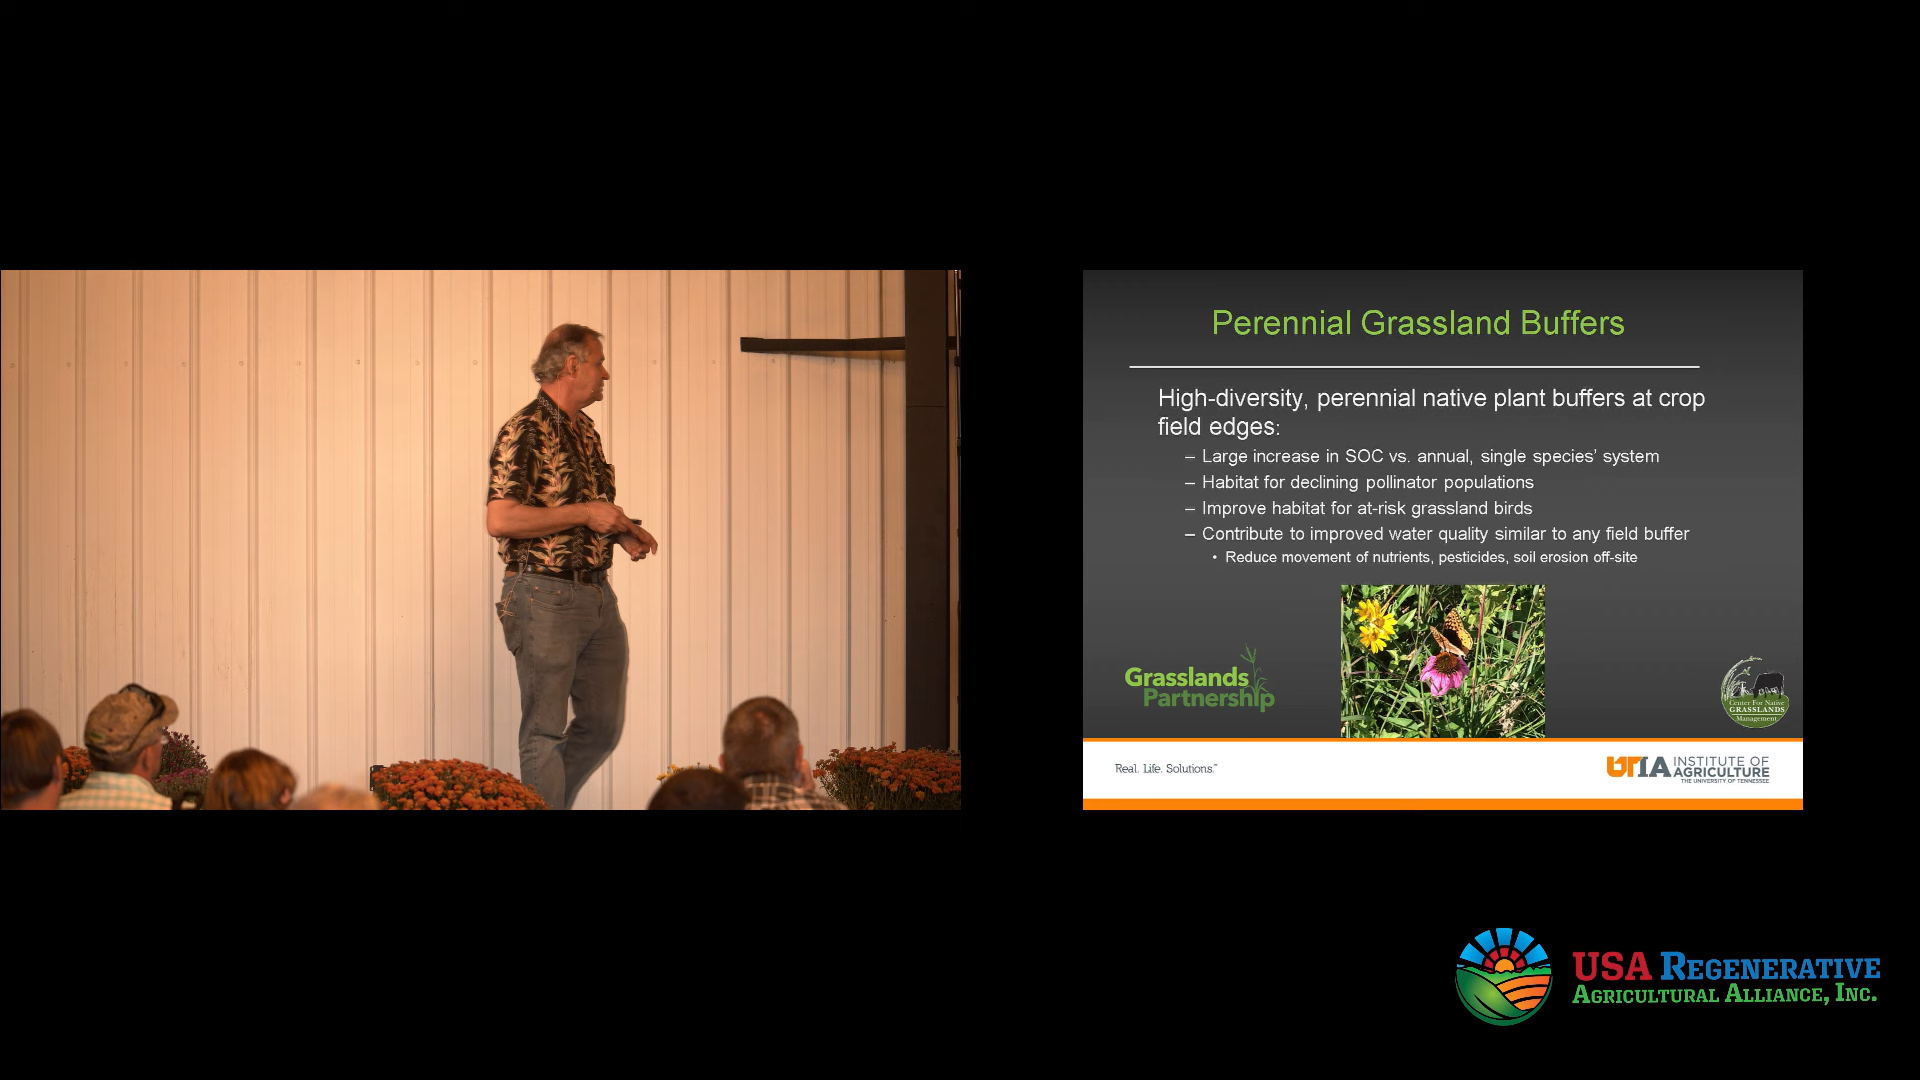 Perennial Grassland Buffers
High-diversity, perennial native plant buffers at crop
field edges:
– Large increase in SOC vs. annual, single species’ system
– Habitat for declining pollinator populations
– Improve habitat for at-risk grassland birds
– Contribute to improved water quality similar to any field buffer
• Reduce movement of nutrients, pesticides, soil erosion off-site
Grasslands
Partnership
Center For Native
GRASSLANDS
Management
Real. Life. Solutions.™
UTIA INSTITUTE OF
AGRICULTURE
THE UNIVERSITY OF TENNESSEE
USA REGENERATIVE
AGRICULTURAL ALLIANCE, INC.